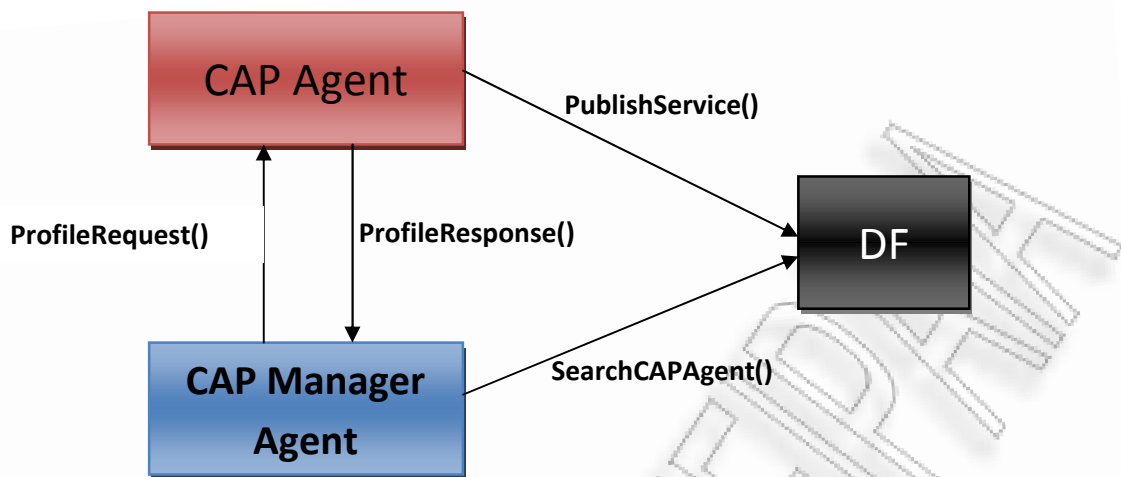 CAP Agent
PublishService()
DF
ProfileRequest()
ProfileResponse()
SearchCAPAgent()
CAP Manager
Agent